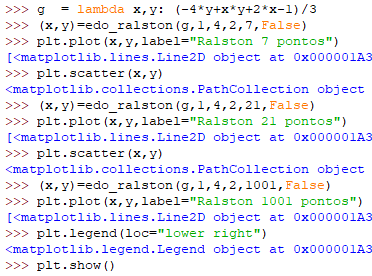 >>> g  = lambda x,y: (-4*y+x*y+2*x-1)/3
>>> (x,y)=edo_ralston(g,1,4,2,7,False)
>>> plt.plot(x,y,label="Ralston 7 pontos")
[<matplotlib.lines.Line2D object at 0x000001A3
>>> plt.scatter(x,y)
<matplotlib.collections.PathCollection object
>>> (x,y)=edo_ralston(g,1,4,2,21,False)
>>> plt.plot(x,y,label="Ralston 21 pontos")
[<matplotlib.lines.Line2D object at 0x000001A3
>>> plt.scatter(x,y)
<matplotlib.collections.PathCollection object
>>> (x,y)=edo_ralston(g,1,4,2,1001,False)
>>> plt.plot(x,y,label="Ralston 1001 pontos")
[<matplotlib.lines.Line2D object at 0x000001A3
>>> plt.legend(loc="lower right")
<matplotlib.legend.Legend object at 0x000001A3
>>> plt.show()